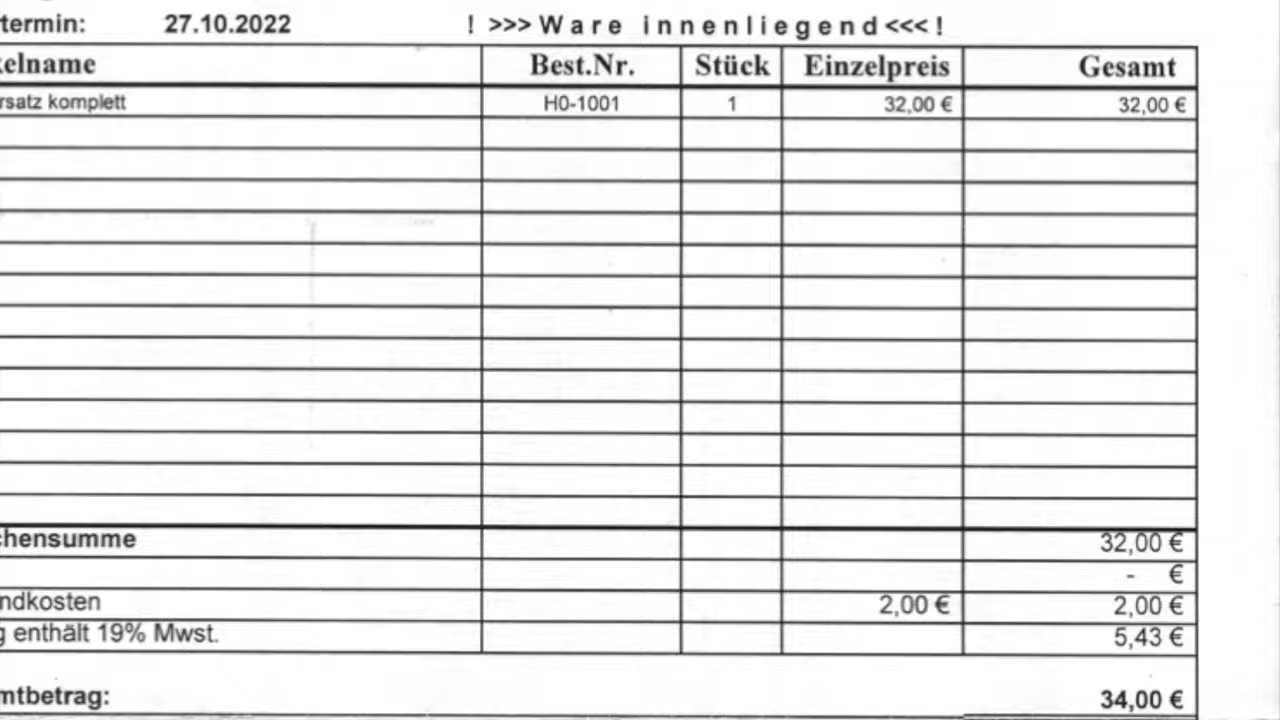 termin: 27.10.2022 ! >>> Ware innenliegend <<< !
elname Best.Nr. Stück Einzelpreis Gesamt
rsatz komplett H0-1001 1 32,00 € 32,00 €
chensumme 32,00 €
- €
ndkosten 2,00 € 2,00 €
g enthält 19% Mwst. 5,43 €
mtbetrag: 34,00 €